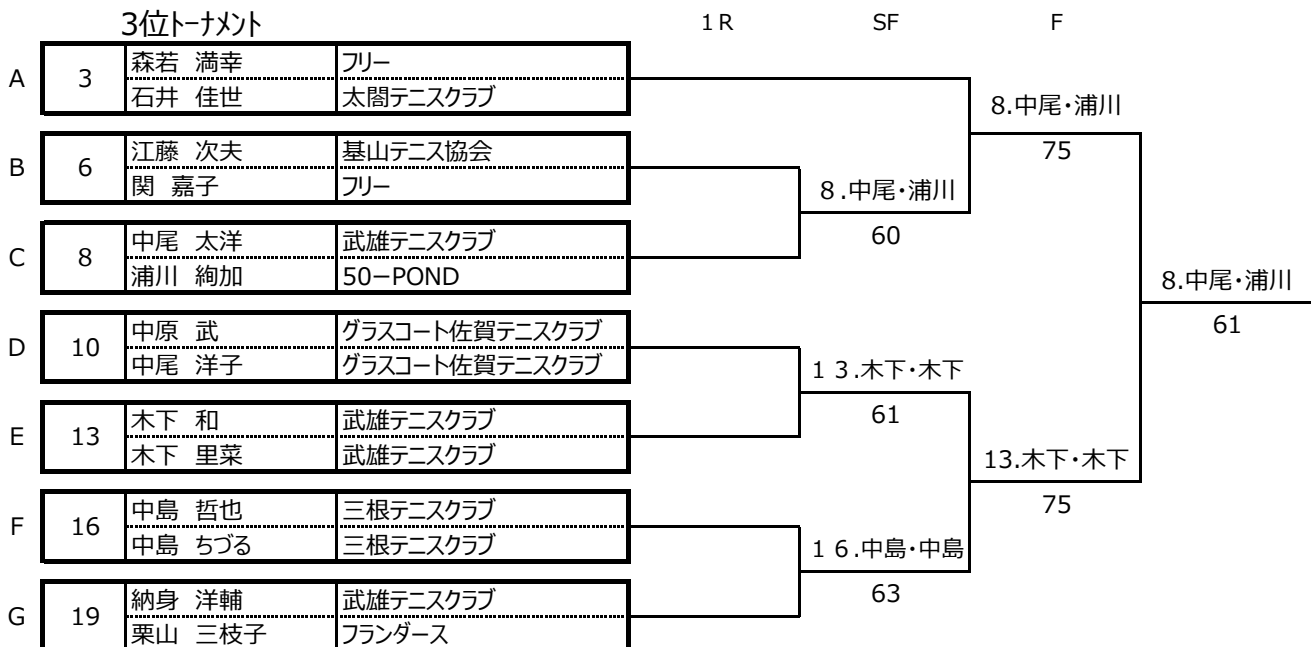 3位トーナメント 1R SF F
A 3 森若 満幸 フリー
石井 佳世 太閤テニスクラブ
8.中尾・浦川
75
B 6 江藤 次夫 基山テニス協会
関 嘉子 フリー
8.中尾・浦川
60
C 8 中尾 太洋 武雄テニスクラブ
浦川 絢加 50-POND
8.中尾・浦川
61
D 10 中原 武 グラスコート佐賀テニスクラブ
中尾 洋子 グラスコート佐賀テニスクラブ
13.木下・木下
61
E 13 木下 和 武雄テニスクラブ
木下 里菜 武雄テニスクラブ
13.木下・木下
75
F 16 中島 哲也 三根テニスクラブ
中島 ちづる 三根テニスクラブ
16.中島・中島
63
G 19 納身 洋輔 武雄テニスクラブ
栗山 三枝子 フランダース